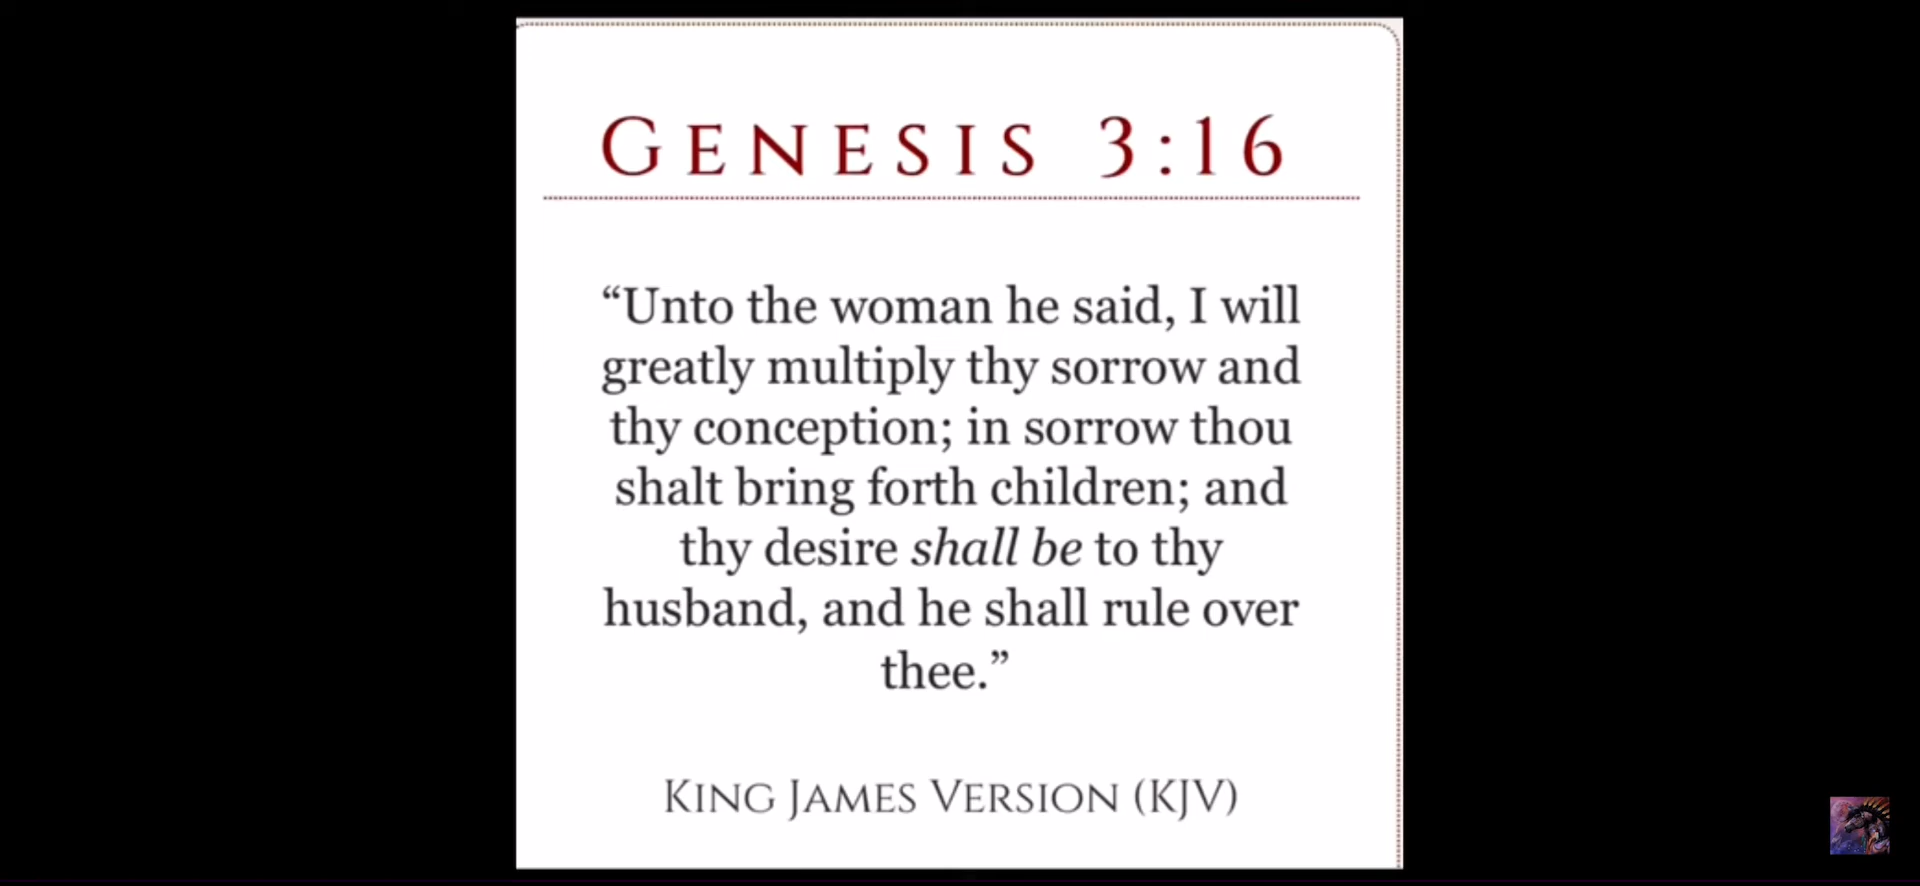 GENESIS 3:16
“Unto the woman he said, I will
greatly multiply thy sorrow and
thy conception; in sorrow thou
shalt bring forth children; and
thy desire shall be to thy
husband, and he shall rule over
thee.”
KING JAMES VERSION (KJV)